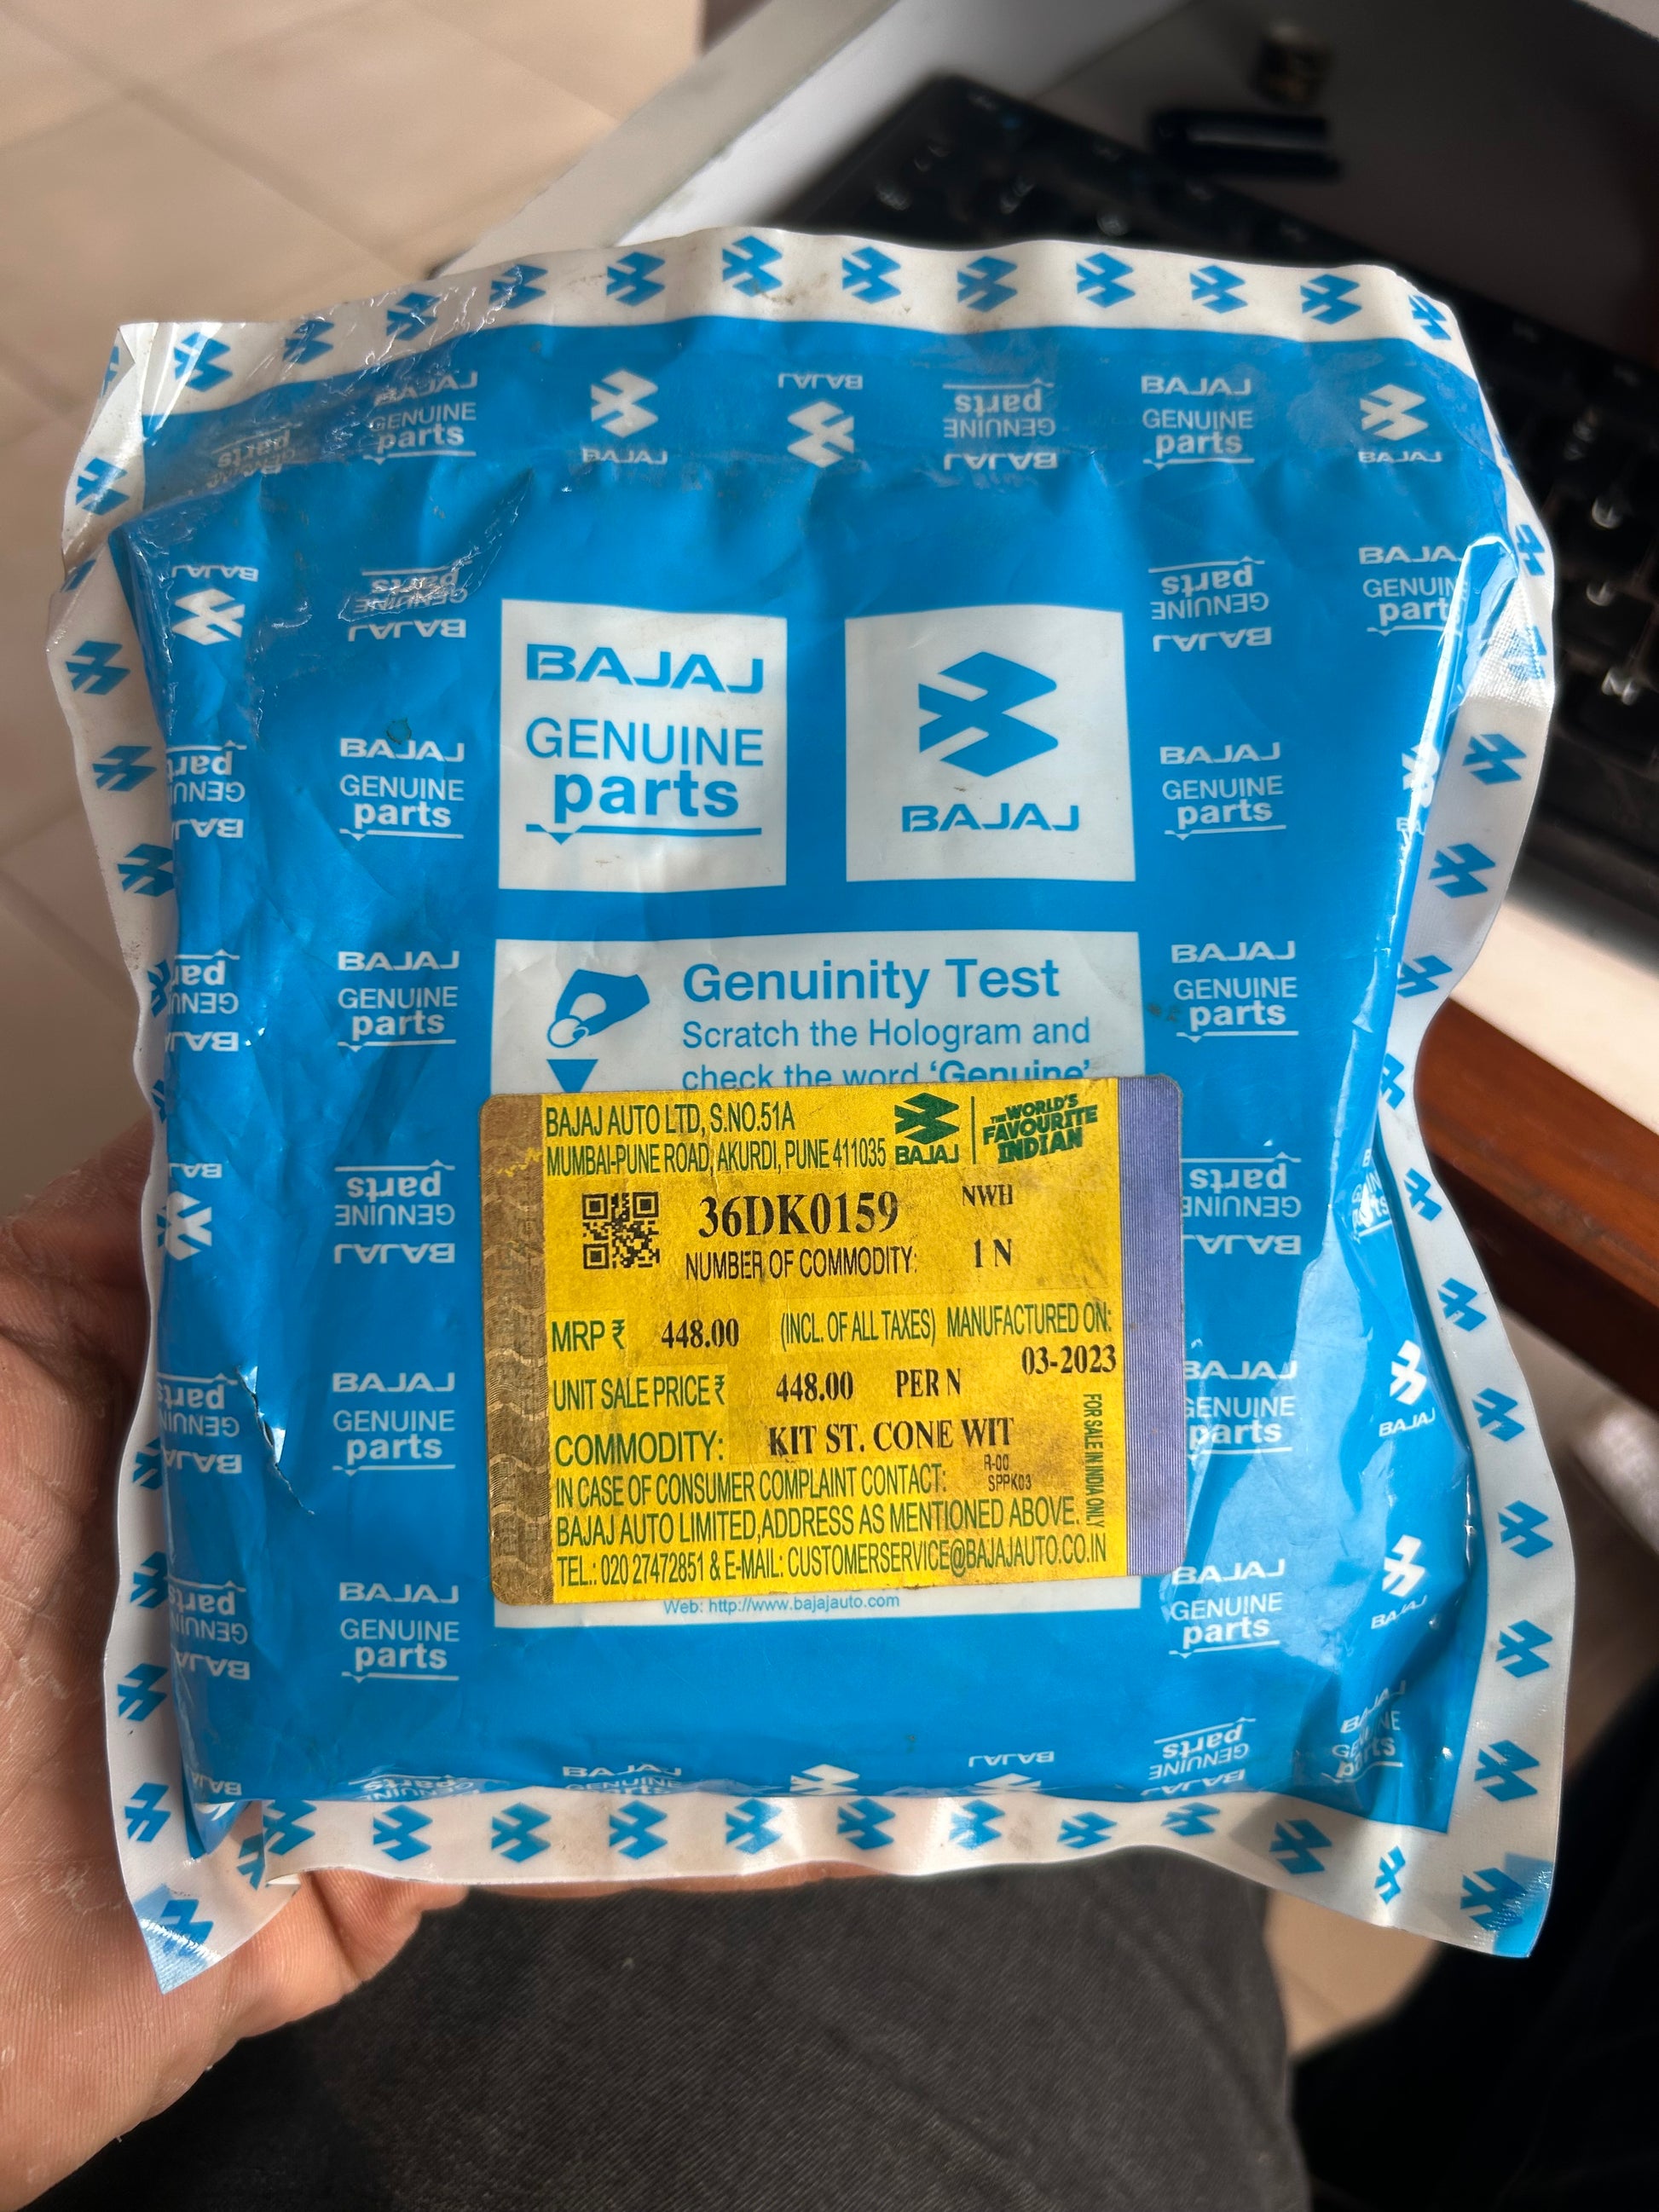 BAJAJ
GENUINE
parts
BAJAJ
Genuinity Test
Scratch the Hologram and
check the word 'Genuine'
BAJAJ AUTO LTD, S.NO.51A
MUMBAI-PUNE ROAD, AKURDI, PUNE 411035
BAJAJ
THE WORLD'S
FAVOURITE
INDIAN
36DK0159 NWH
NUMBER OF COMMODITY: 1 N
MRP ₹ 448.00 (INCL. OF ALL TAXES) MANUFACTURED ON:
03-2023
UNIT SALE PRICE ₹ 448.00 PER N
COMMODITY: KIT ST. CONE WIT
R-00
IN CASE OF CONSUMER COMPLAINT CONTACT: SPPK03
BAJAJ AUTO LIMITED,ADDRESS AS MENTIONED ABOVE.
TEL.: 020 27472851 & E-MAIL: CUSTOMERSERVICE@BAJAJAUTO.CO.IN
FOR SALE IN INDIA ONLY
Web: http://www.bajajauto.com